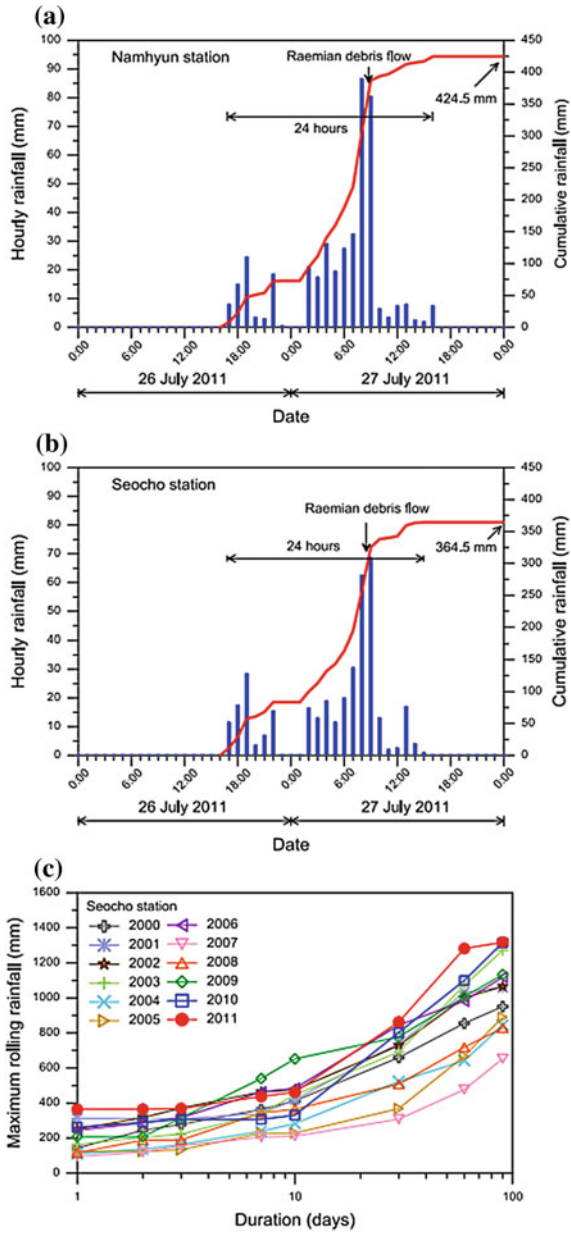 (a)
Namhyun station
Raemian debris flow
424.5 mm
24 hours
Hourly rainfall (mm)
Cumulative rainfall (mm)
100
90
80
70
60
50
40
30
20
10
0
450
400
350
300
250
200
150
100
50
0
0.00 6:00 12:00 18:00 0:00 6:00 12:00 18:00 0:00
26 July 2011 27 July 2011
Date
(b)
Seocho station
Raemian debris flow
364.5 mm
24 hours
Hourly rainfall (mm)
Cumulative rainfall (mm)
100
90
80
70
60
50
40
30
20
10
0
450
400
350
300
250
200
150
100
50
0
0.00 6:00 12:00 18:00 0:00 6:00 12:00 18:00 0:00
26 July 2011 27 July 2011
Date
(c)
Seocho station
2000 2006
2001 2007
2002 2008
2003 2009
2004 2010
2005 2011
Maximum rolling rainfall (mm)
1600
1400
1200
1000
800
600
400
200
0
1 10 100
Duration (days)